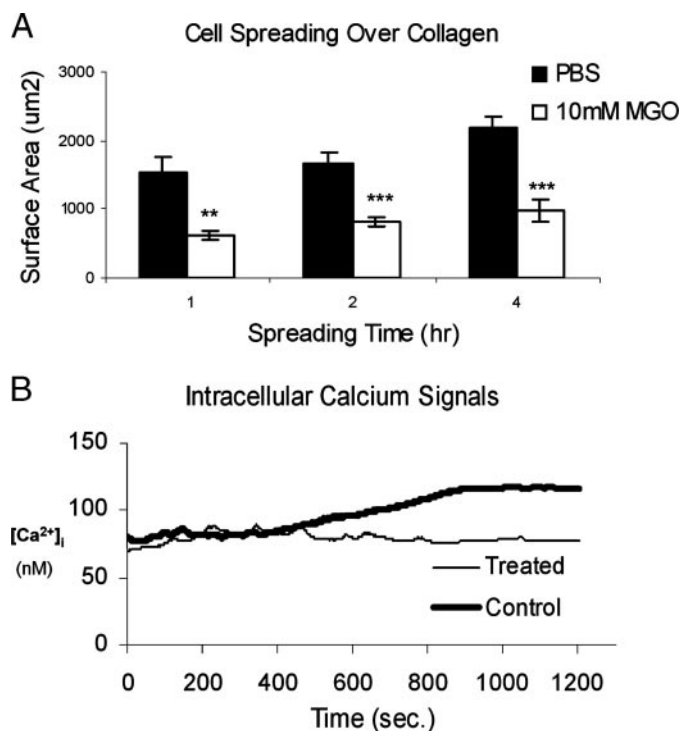 A
Cell Spreading Over Collagen
3000
2000
1000
0
Surface Area (um2)
PBS
10mM MGO
**
***
***
1 2 4
Spreading Time (hr)
B
Intracellular Calcium Signals
150
100
50
0
[Ca²⁺]i
(nM)
Treated
Control
0 200 400 600 800 1000 1200
Time (sec.)